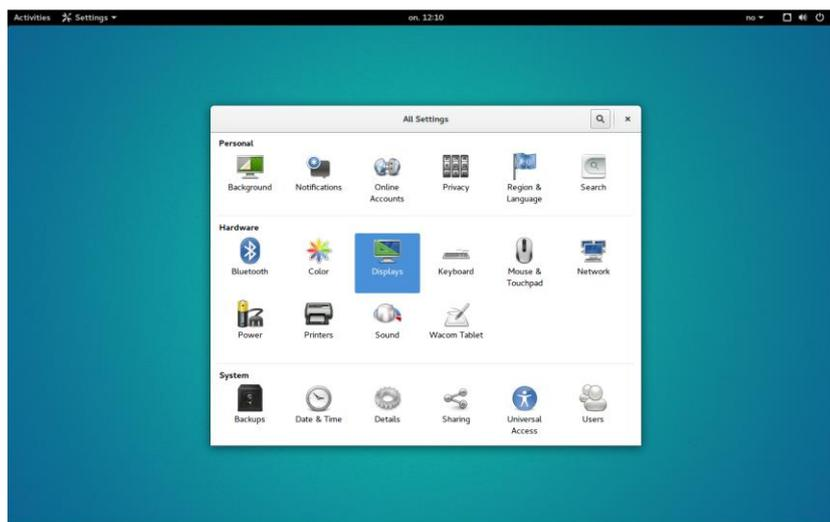 Activities Settings on. 12:10 no
All Settings
Personal
Background Notifications Online Accounts Privacy Region & Language Search
Hardware
Bluetooth Color Displays Keyboard Mouse & Touchpad Network
Power Printers Sound Wacom Tablet
System
Backups Date & Time Details Sharing Universal Access Users